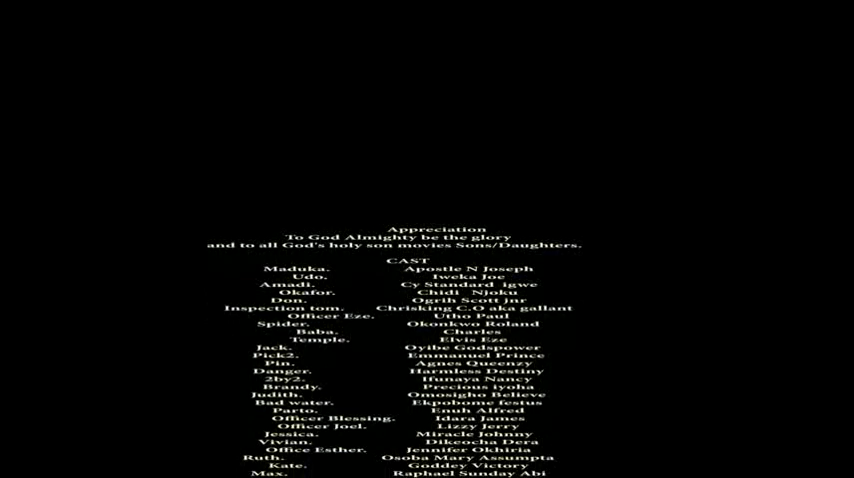 Appreciation
To God Almighty be the glory
and to all God's holy son movies Sons/Daughters.
CAST
Maduka. Apostle N Joseph
Udo. Iweka Joe
Amadi. Cy Standard igwe
Okafor. Chidi Njoku
Don. Ogrih Scott jnr
Inspection tom. Chrisking C.O aka gallant
Officer Eze. Utho Paul
Spider. Okonkwo Roland
Baba. Charles
Temple. Elvis Eze
Jack. Oyibe Godspower
Pick2. Emmanuel Prince
Pin. Agnes Queenzy
Danger. Harmless Destiny
2by2. Ifunaya Nancy
Brandy. Precious iyoha
Judith. Omosigho Believe
Bad water. Ekpobome festus
Parto. Enuh Alfred
Officer Blessing. Idara James
Officer Joel. Lizzy Jerry
Jessica. Miracle Johnny
Vivian. Dikeocha Dera
Office Esther. Jennifer Okhiria
Ruth. Osoba Mary Assumpta
Kate. Goddey Victory
Max. Raphael Sunday Abi